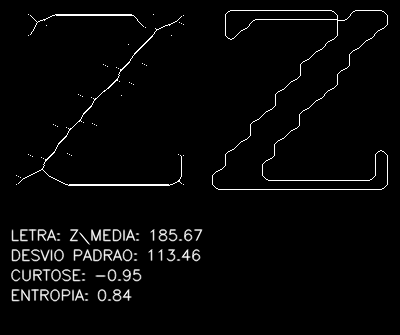 Z Z
LETRA: Z\MEDIA: 185.67
DESVIO PADRAO: 113.46
CURTOSE: -0.95
ENTROPIA: 0.84